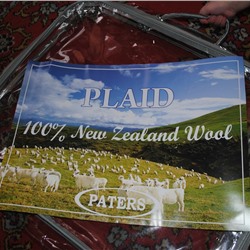 PLAID
100% New Zealand Wool
PATERS